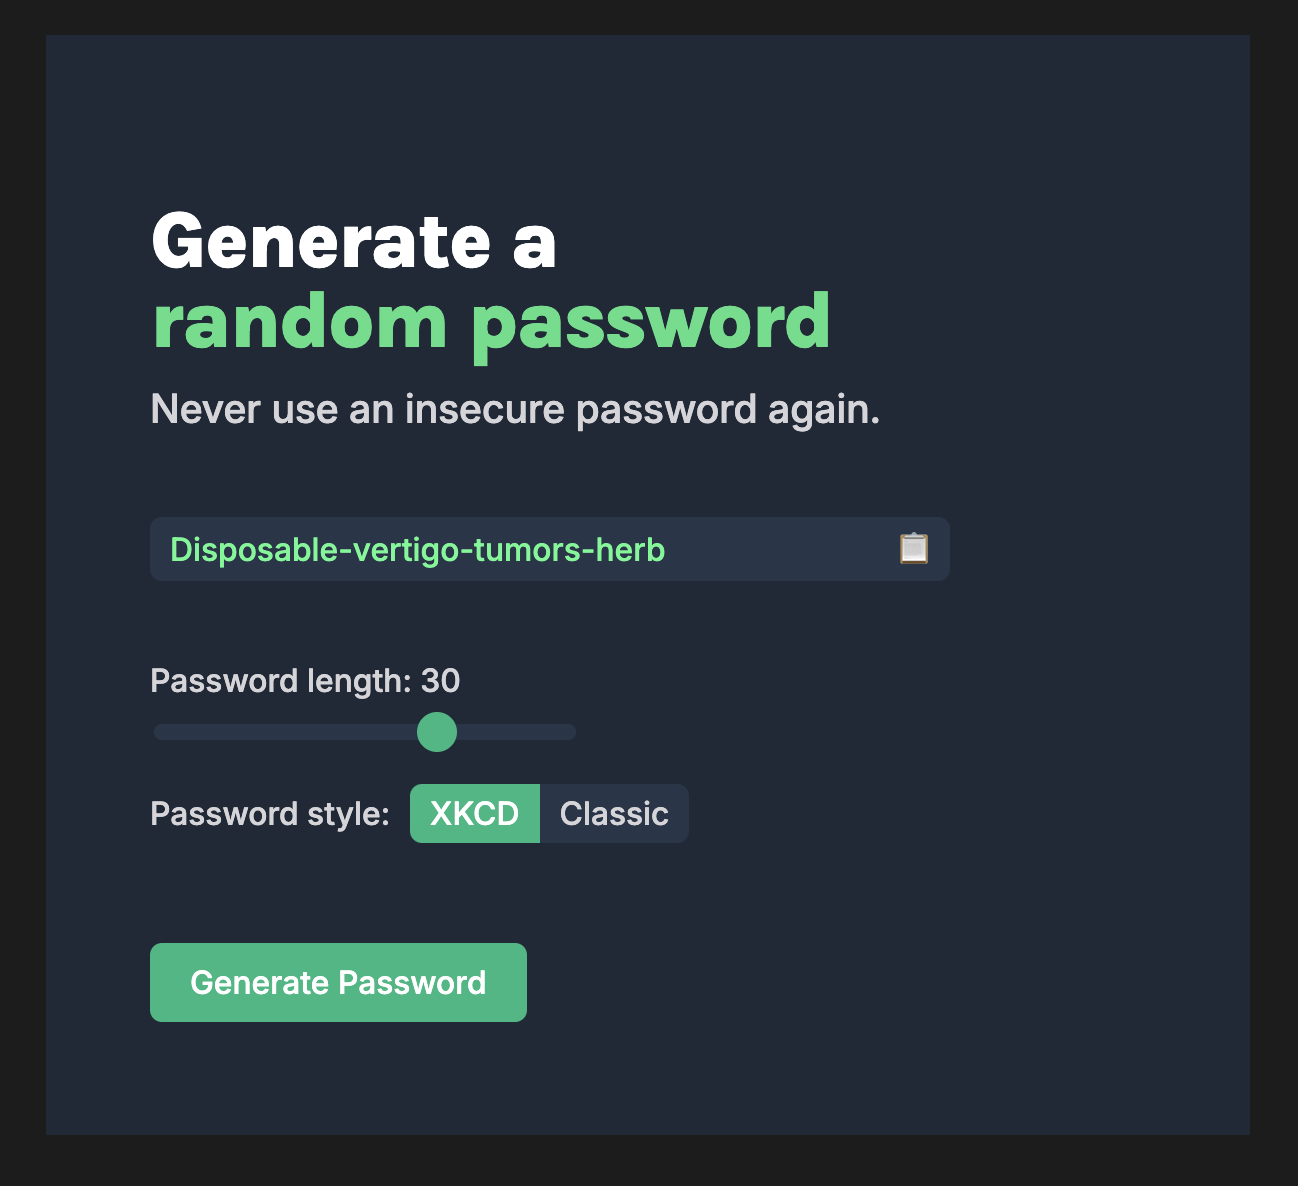 Generate a
random password
Never use an insecure password again.
Disposable-vertigo-tumors-herb
Password length: 30
Password style: XKCD Classic
Generate Password